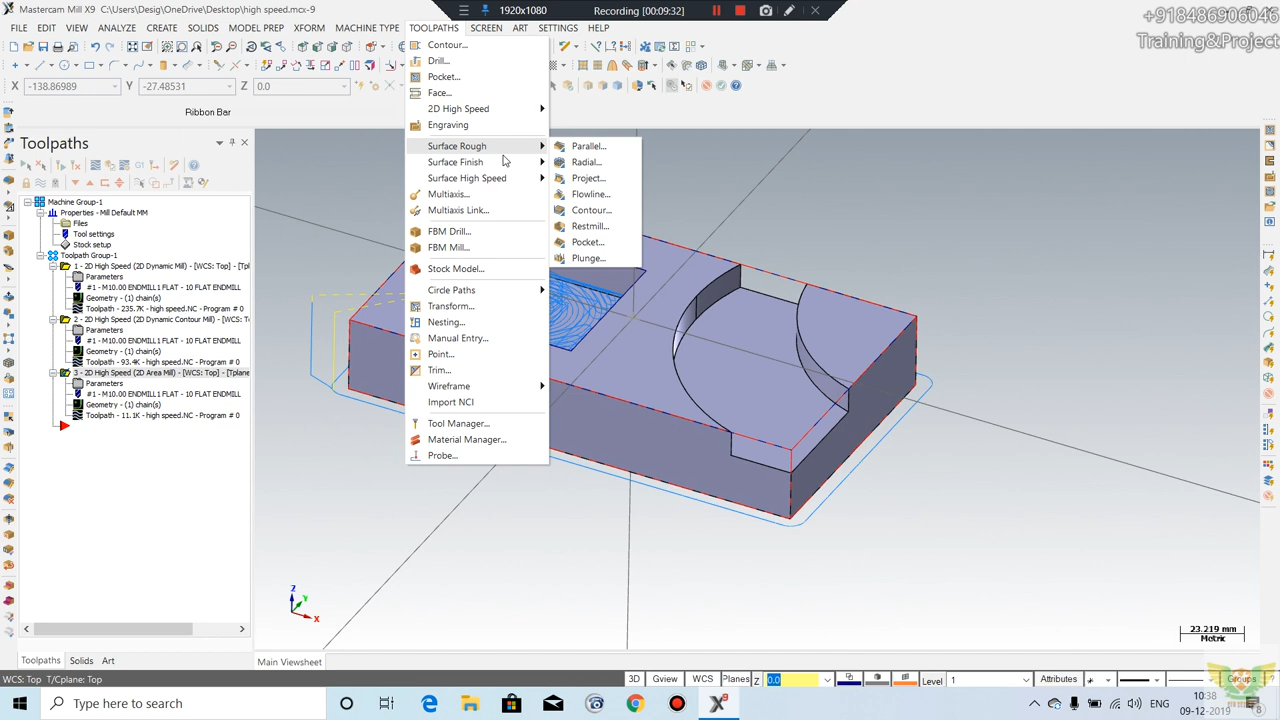 Mastercam Mill X9 - [C:\Users\Desig\OneDrive\Desktop\high speed.mcx-9
1920x1080
Recording [00:09:32]
+91 8486906046
Training&Project
FILE EDIT VIEW ANALYZE CREATE SOLIDS MODEL PREP XFORM MACHINE TYPE TOOLPATHS SCREEN ART SETTINGS HELP
-138.86989
-27.48531
Z
0.0
Ribbon Bar
Toolpaths
Machine Group-1
Properties - Mill Default MM
Files
Tool settings
Stock setup
Toolpath Group-1
1 - 2D High Speed (2D Dynamic Mill) - [WCS: Top] - [Tpl
Parameters
#1 - M10.00 ENDMILL1 FLAT - 10 FLAT ENDMILL
Geometry - (1) chain(s)
Toolpath - 235.7K - high speed.NC - Program # 0
2 - 2D High Speed (2D Dynamic Contour Mill) - [WCS: To
Parameters
#1 - M10.00 ENDMILL1 FLAT - 10 FLAT ENDMILL
Geometry - (1) chain(s)
Toolpath - 93.4K - high speed.NC - Program # 0
3 - 2D High Speed (2D Area Mill) - [WCS: Top] - [Tplane
Parameters
#1 - M10.00 ENDMILL1 FLAT - 10 FLAT ENDMILL
Geometry - (1) chain(s)
Toolpath - 11.1K - high speed.NC - Program # 0
Contour...
Drill...
Pocket...
Face...
2D High Speed
Engraving
Surface Rough
Surface Finish
Surface High Speed
Multiaxis...
Multiaxis Link...
FBM Drill...
FBM Mill...
Stock Model...
Circle Paths
Transform...
Nesting...
Manual Entry...
Point...
Trim...
Wireframe
Import NCI
Tool Manager...
Material Manager...
Probe...
Parallel...
Radial...
Project...
Flowline...
Contour...
Restmill...
Pocket...
Plunge...
Z
Y
X
23.219 mm
Metric
Toolpaths Solids Art
Main Viewsheet
WCS: Top T/Cplane: Top
3D Gview WCS Planes Z 0.0 Level 1 Attributes Groups ?
Type here to search
ENG
10:38
09-12-2019
8